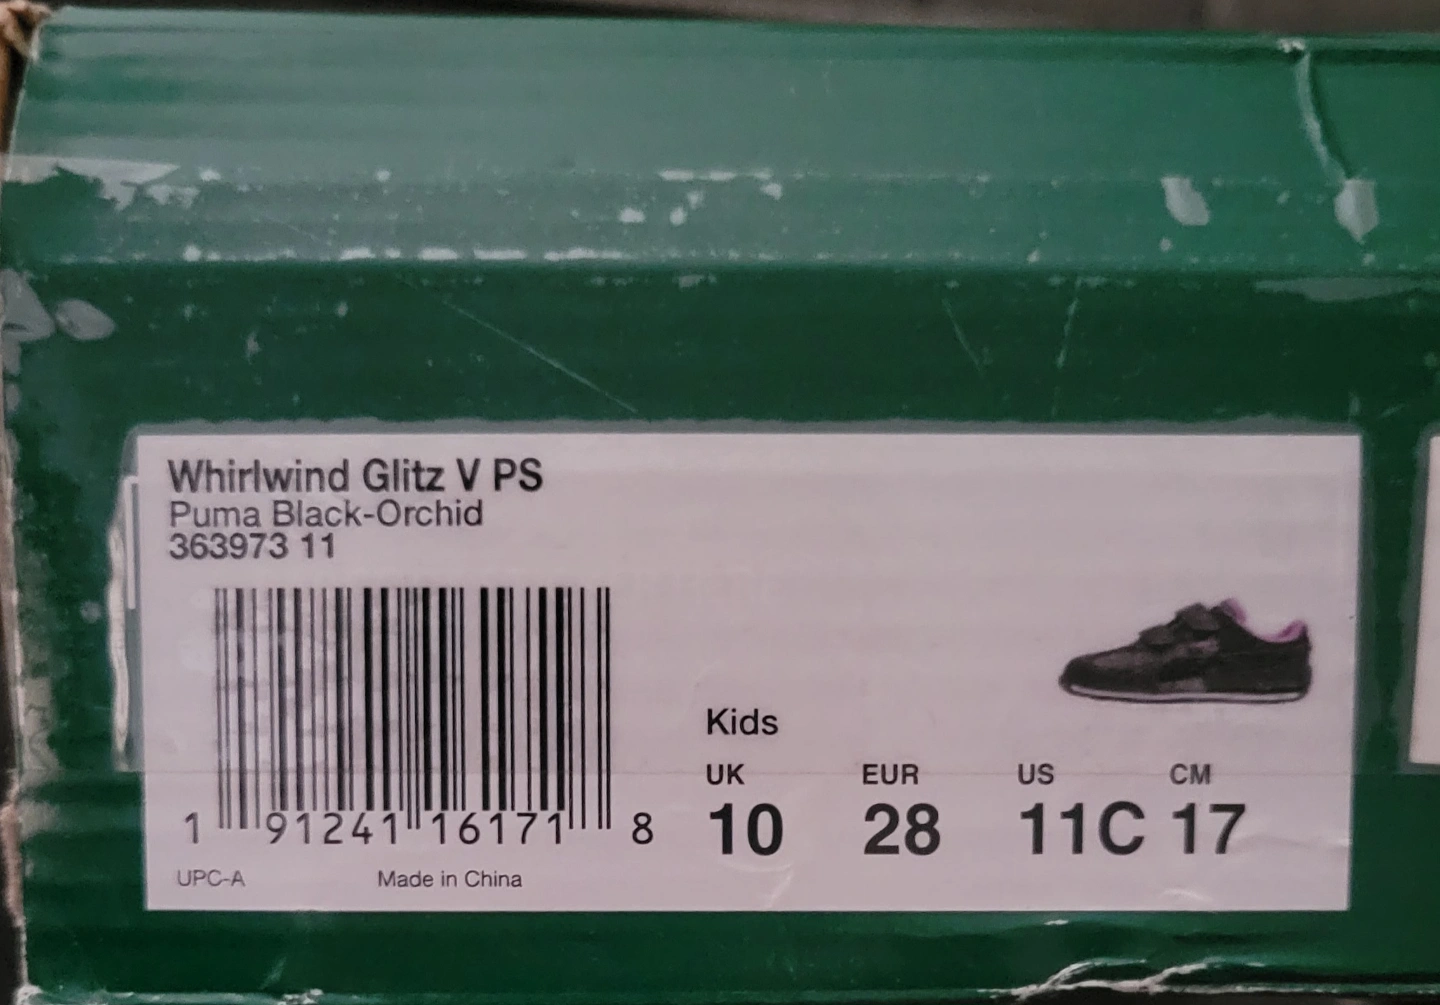 Whirlwind Glitz V PS
Puma Black-Orchid
363973 11
Kids
UK EUR US CM
10 28 11C 17
1 91241 16171 8
UPC-A Made in China